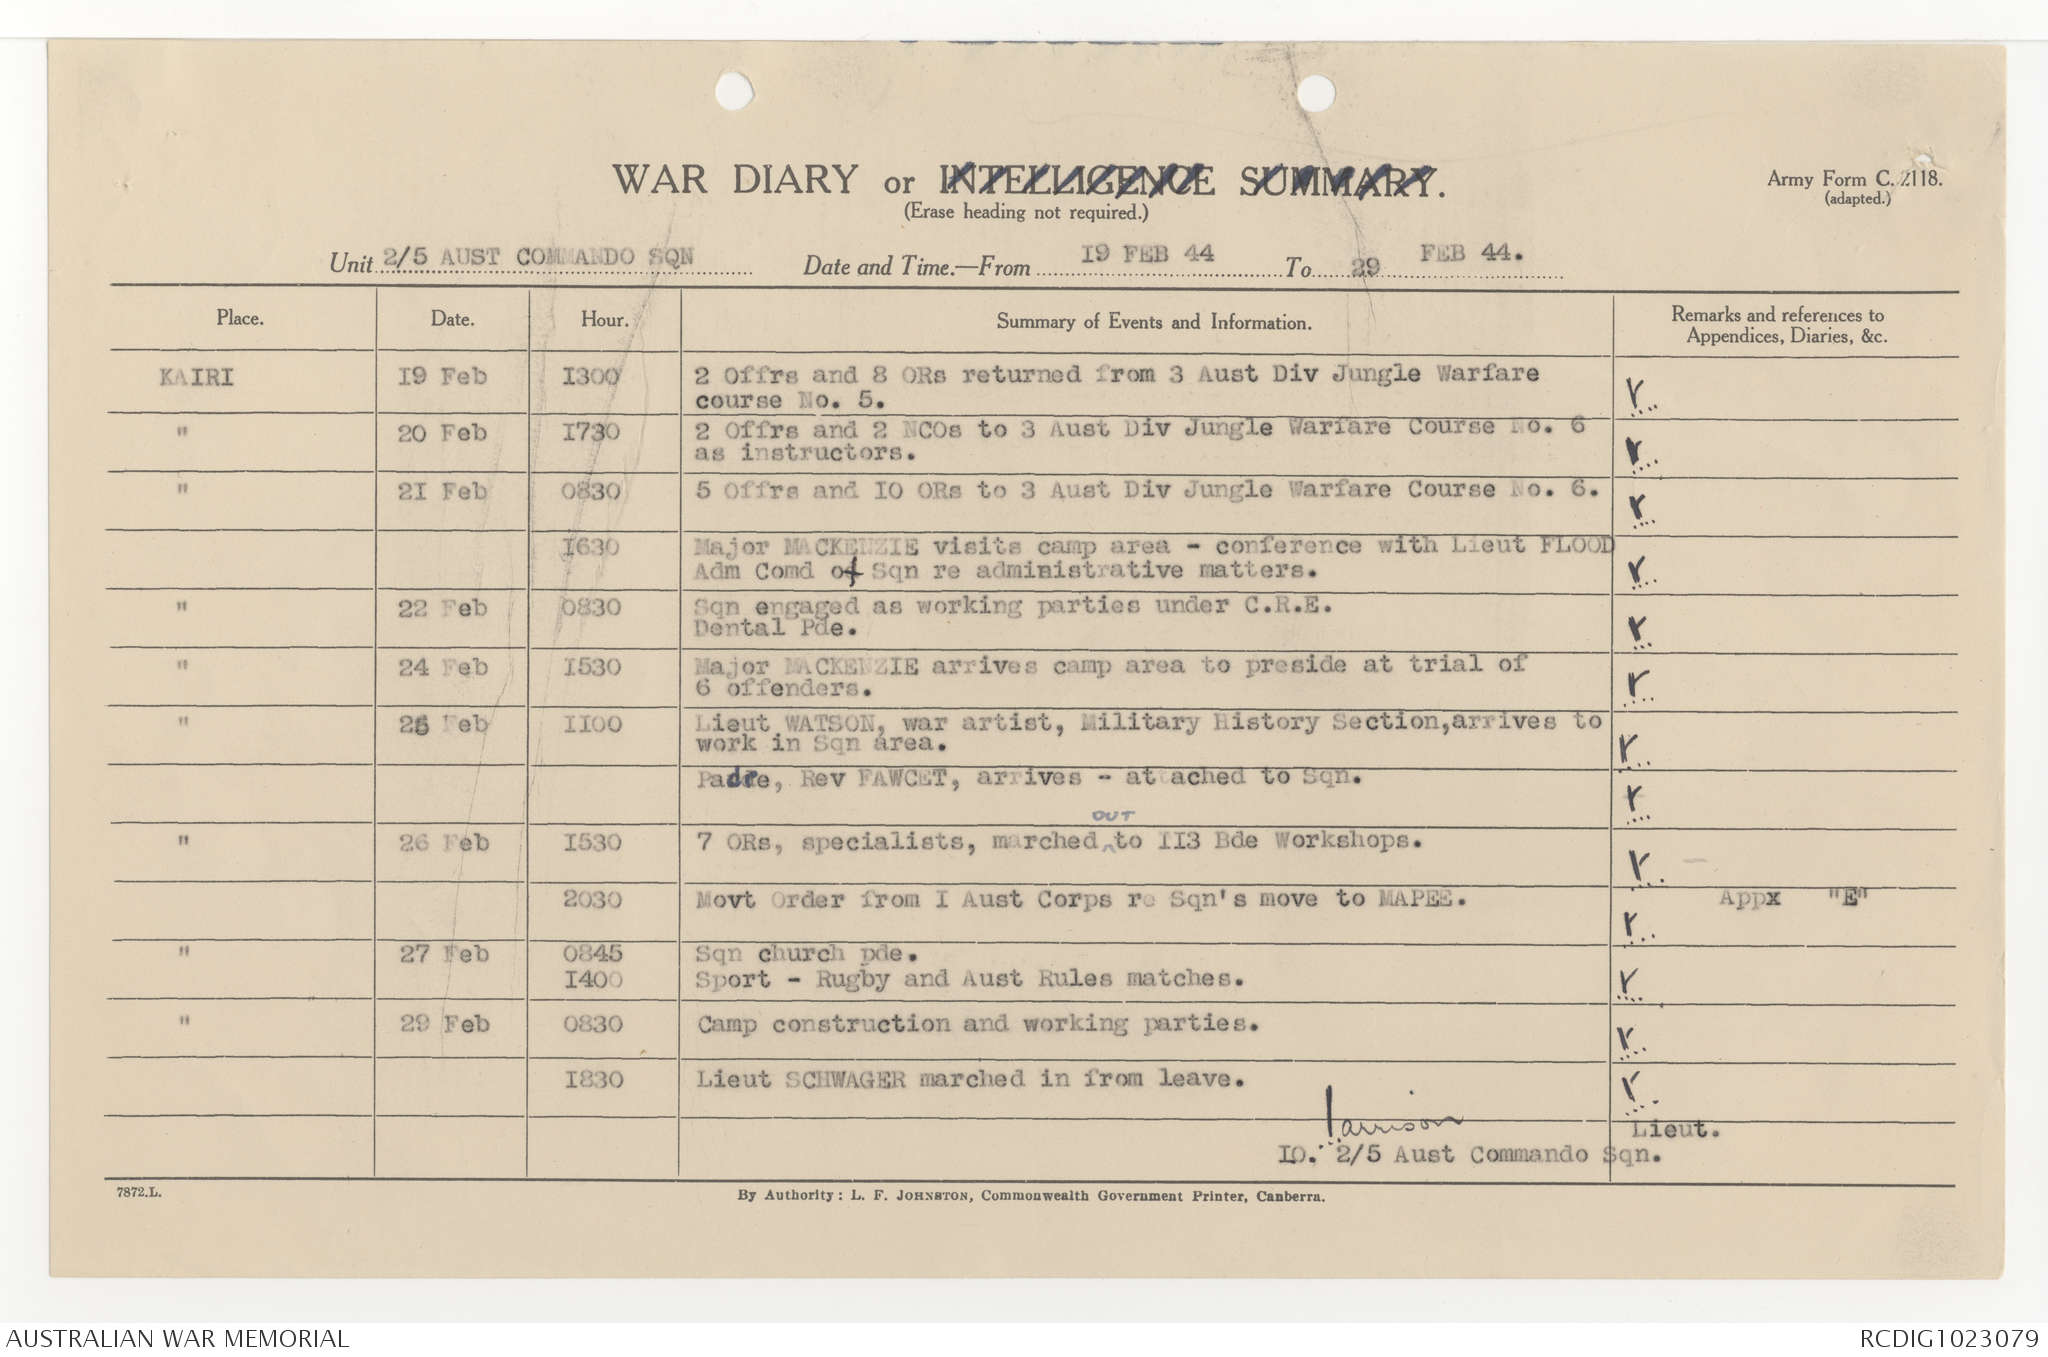 WAR DIARY or INTELLIGENCE SUMMARY.
(Erase heading not required.)
Army Form C. 2118.
(adapted.)
Unit 2/5 AUST COMMANDO SQN Date and Time.—From 19 FEB 44 To 29 FEB 44.
Place. Date. Hour. Summary of Events and Information. Remarks and references to
Appendices, Diaries, &c.
KAIRI 19 Feb 1300 2 Offrs and 8 ORs returned from 3 Aust Div Jungle Warfare
course No. 5.
" 20 Feb 1730 2 Offrs and 2 NCOs to 3 Aust Div Jungle Warfare Course No. 6
as instructors.
" 21 Feb 0830 5 Offrs and 10 ORs to 3 Aust Div Jungle Warfare Course No. 6.
1630 Major MACKENZIE visits camp area - conference with Lieut FLOOD
Adm Comd of Sqn re administrative matters.
" 22 Feb 0830 Sqn engaged as working parties under C.R.E.
Dental Pde.
" 24 Feb 1530 Major MACKENZIE arrives camp area to preside at trial of
6 offenders.
" 25 Feb 1100 Lieut WATSON, war artist, Military History Section,arrives to
work in Sqn area.
Padre, Rev FAWCET, arrives - attached to Sqn.
OUT
" 26 Feb 1530 7 ORs, specialists, marched to 113 Bde Workshops.
2030 Movt Order from 1 Aust Corps re Sqn's move to MAPEE. Appx "E"
" 27 Feb 0845 Sqn church pde.
1400 Sport - Rugby and Aust Rules matches.
" 29 Feb 0830 Camp construction and working parties.
1830 Lieut SCHWAGER marched in from leave.
Lieut.
IO. 2/5 Aust Commando Sqn.
7872.L.
By Authority: L. F. JOHNSTON, Commonwealth Government Printer, Canberra.
AUSTRALIAN WAR MEMORIAL
RCDIG1023079